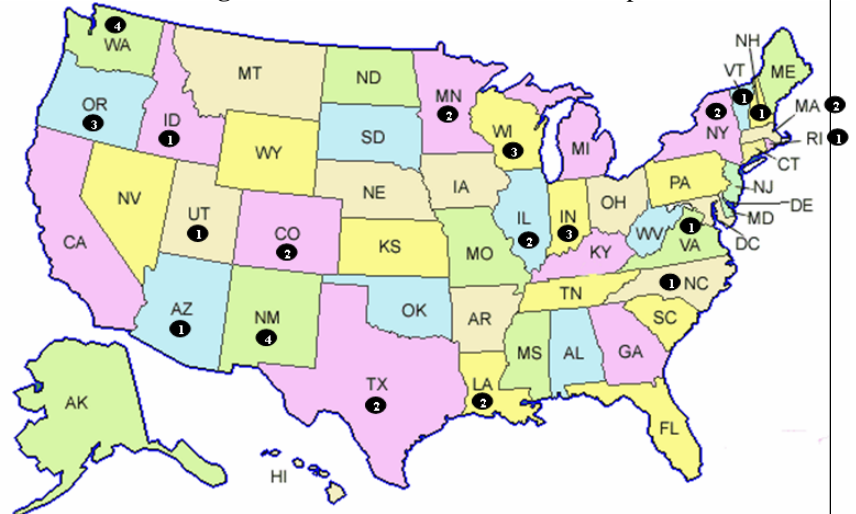 4
WA
MT
ND
MN
2
OR
3
ID
1
SD
WI
3
MI
NH
VT
1
ME
1
2
NY
MA 2
RI 1
CT
WY
NV
UT
1
CO
2
NE
IA
IL
2
IN
3
OH
PA
NJ
DE
MD
DC
WV
1
VA
CA
KS
MO
KY
AZ
1
NM
4
OK
AR
TN
1 NC
SC
MS
AL
GA
TX
2
LA
2
FL
AK
HI